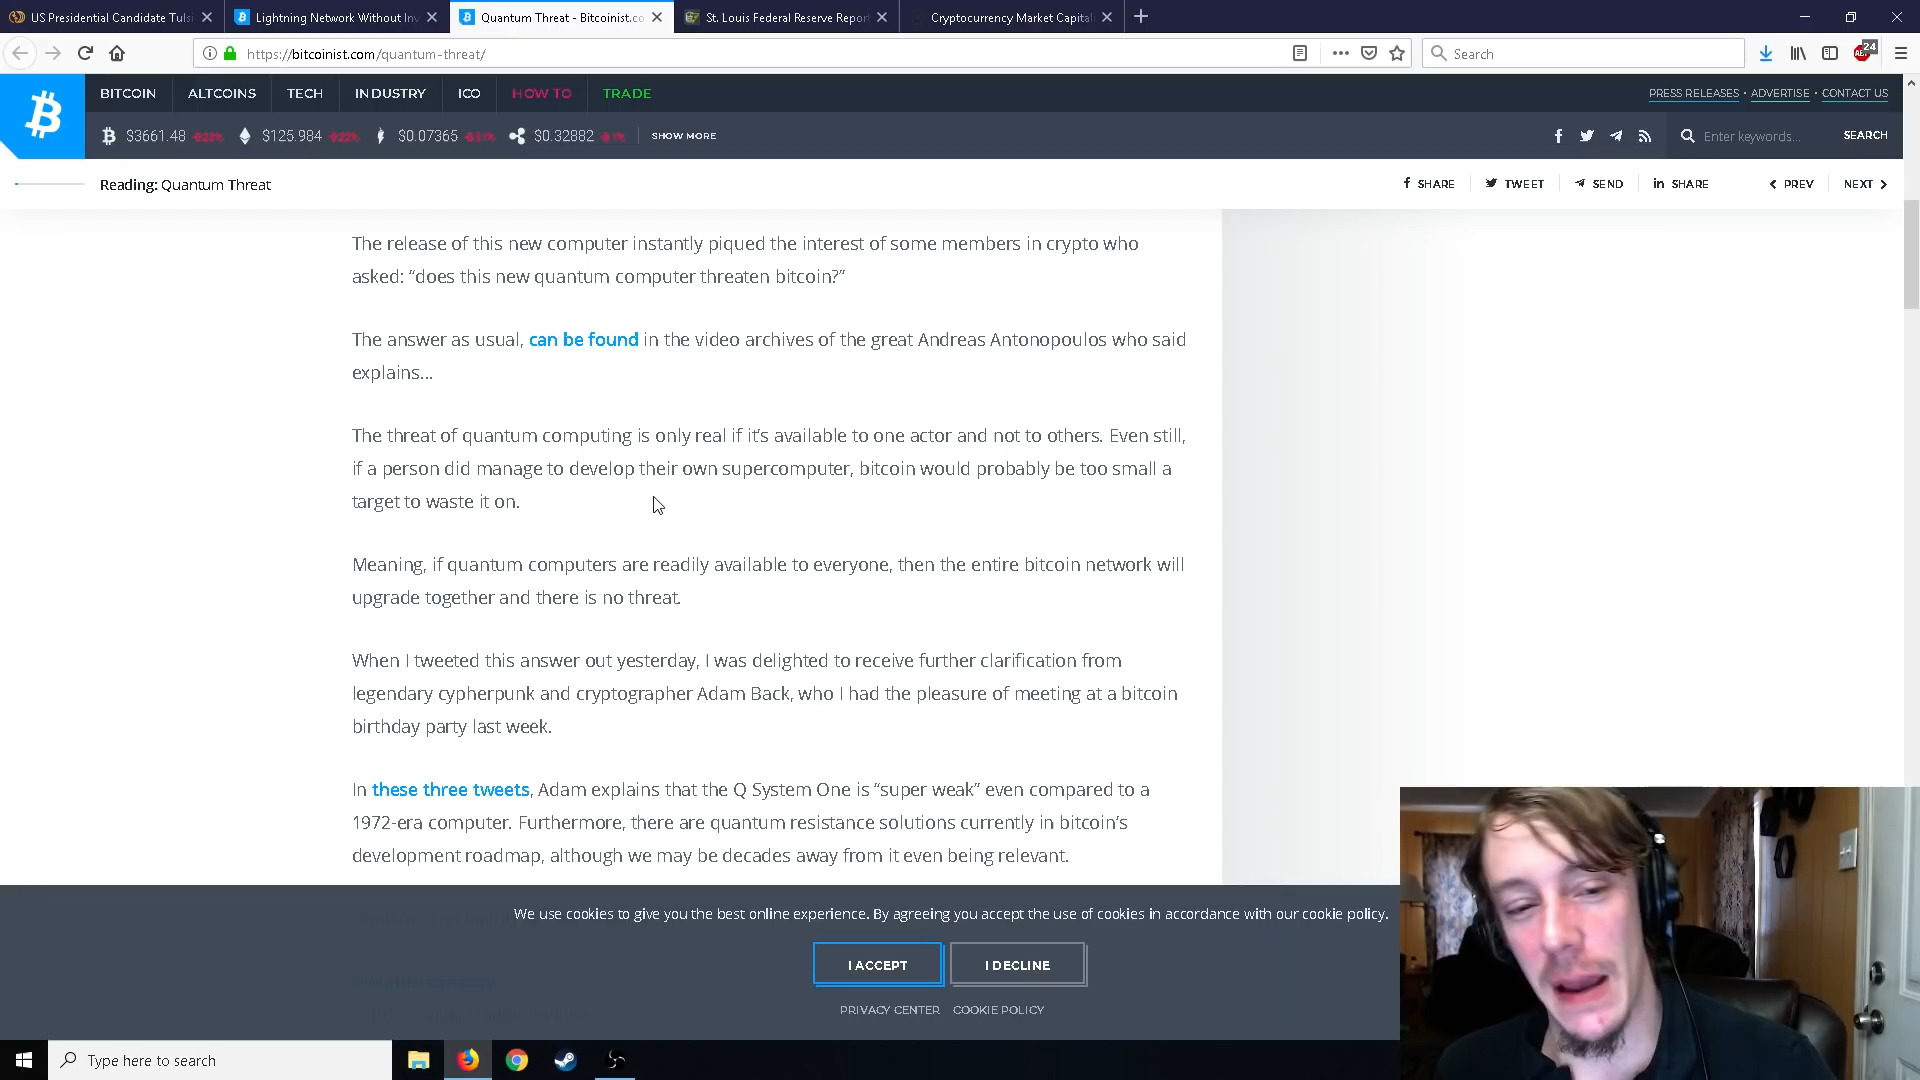 US Presidential Candidate Tulsi
Lightning Network Without Inv
Quantum Threat - Bitcoinist.co
St. Louis Federal Reserve Repor
Cryptocurrency Market Capital
https://bitcoinist.com/quantum-threat/
Search
24
BITCOIN
ALTCOINS
TECH
INDUSTRY
ICO
HOW TO
TRADE
PRESS RELEASES • ADVERTISE • CONTACT US
$3661.48
$125.984
$0.07365
$0.32882
SHOW MORE
Enter keywords...
SEARCH
Reading: Quantum Threat
SHARE
TWEET
SEND
SHARE
PREV
NEXT
The release of this new computer instantly piqued the interest of some members in crypto who
asked: “does this new quantum computer threaten bitcoin?”
The answer as usual, can be found in the video archives of the great Andreas Antonopoulos who said
explains...
The threat of quantum computing is only real if it’s available to one actor and not to others. Even still,
if a person did manage to develop their own supercomputer, bitcoin would probably be too small a
target to waste it on.
Meaning, if quantum computers are readily available to everyone, then the entire bitcoin network will
upgrade together and there is no threat.
When I tweeted this answer out yesterday, I was delighted to receive further clarification from
legendary cypherpunk and cryptographer Adam Back, who I had the pleasure of meeting at a bitcoin
birthday party last week.
In these three tweets, Adam explains that the Q System One is “super weak” even compared to a
1972-era computer. Furthermore, there are quantum resistance solutions currently in bitcoin’s
development roadmap, although we may be decades away from it even being relevant.
We use cookies to give you the best online experience. By agreeing you accept the use of cookies in accordance with our cookie policy.
I ACCEPT
I DECLINE
PRIVACY CENTER
COOKIE POLICY
Type here to search